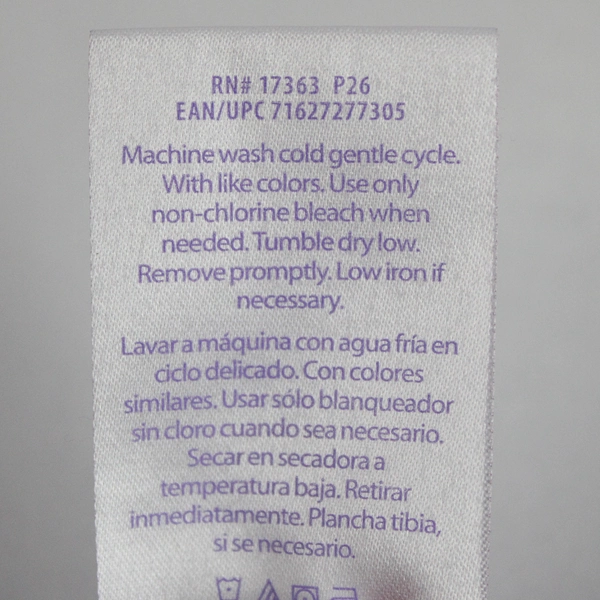 RN# 17363 P26
EAN/UPC 71627277305
Machine wash cold gentle cycle.
With like colors. Use only
non-chlorine bleach when
needed. Tumble dry low.
Remove promptly. Low iron if
necessary.
Lavar a máquina con agua fría en
ciclo delicado. Con colores
similares. Usar sólo blanqueador
sin cloro cuando sea necesario.
Secar en secadora a
temperatura baja. Retirar
inmediatamente. Plancha tibia,
si se necesario.